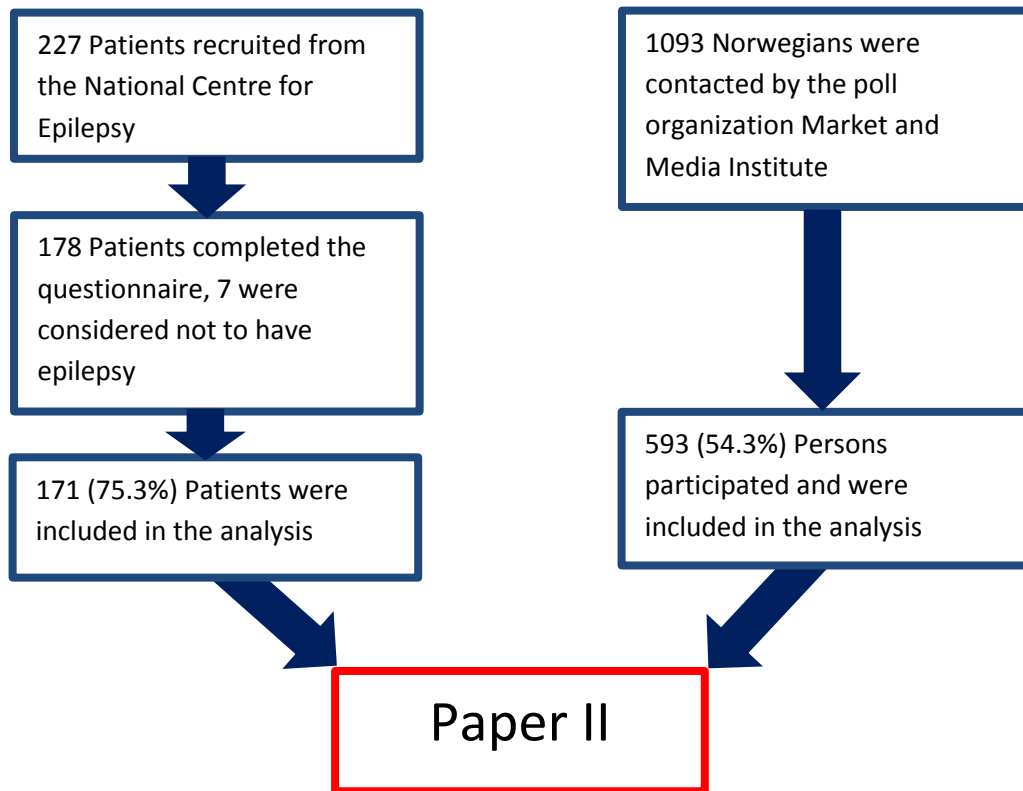 227 Patients recruited from
the National Centre for
Epilepsy
178 Patients completed the
questionnaire, 7 were
considered not to have
epilepsy
171 (75.3%) Patients were
included in the analysis
1093 Norwegians were
contacted by the poll
organization Market and
Media Institute
593 (54.3%) Persons
participated and were
included in the analysis
Paper II